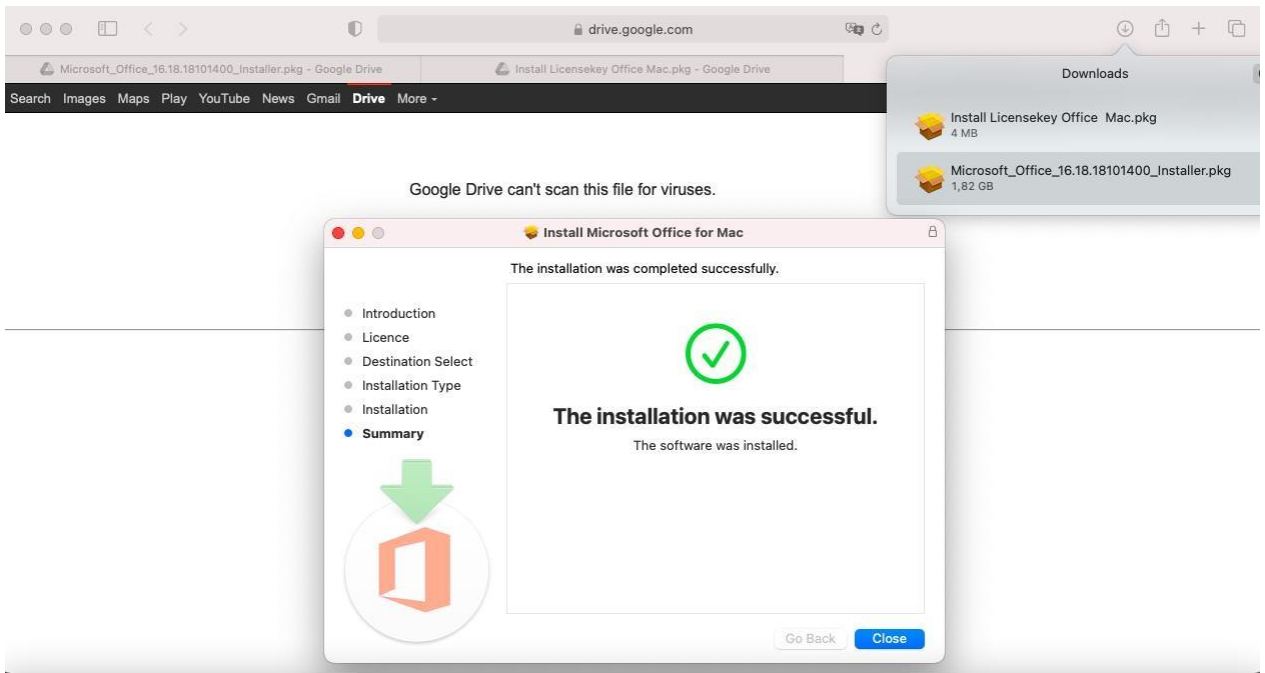 drive.google.com
Microsoft_Office_16.18.18101400_Installer.pkg - Google Drive
Install Licensekey Office Mac.pkg - Google Drive
Search Images Maps Play YouTube News Gmail Drive More
Downloads
Install Licensekey Office Mac.pkg
4 MB
Microsoft_Office_16.18.18101400_Installer.pkg
1,82 GB
Google Drive can't scan this file for viruses.
Install Microsoft Office for Mac
The installation was completed successfully.
Introduction
Licence
Destination Select
Installation Type
Installation
Summary
The installation was successful.
The software was installed.
Go Back
Close